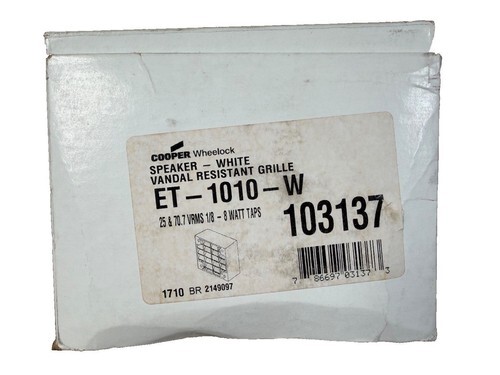 COOPER Wheelock
SPEAKER - WHITE
VANDAL RESISTANT GRILLE
ET-1010-W
25 & 70.7 VRMS 1/8 - 8 WATT TAPS
103137
7 86697 03137 3
1710 BR 2149097